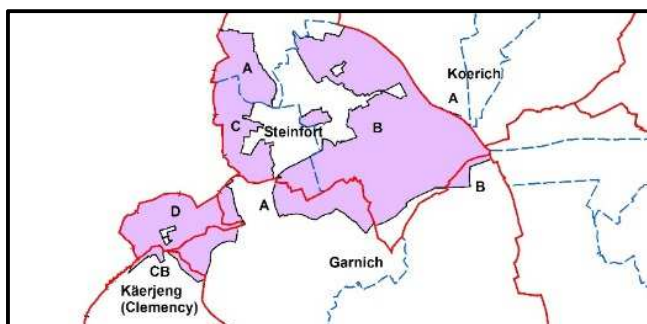 A
Koerich
A
C
Steinfort
B
B
D
A
Garnich
CB
Käerjeng
(Clemency)